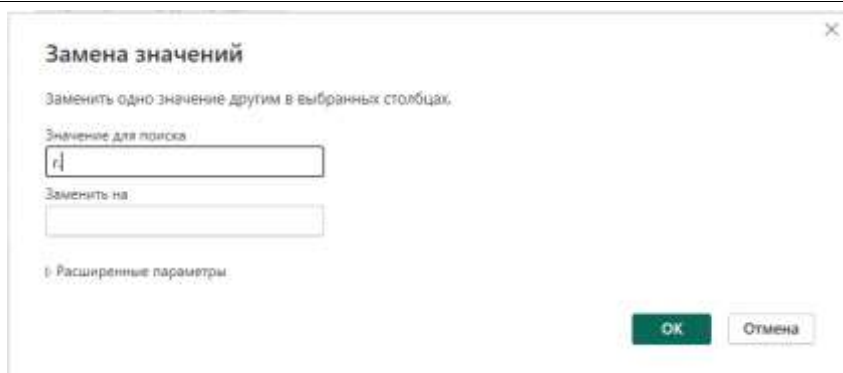 Замена значений
Заменить одно значение другим в выбранных столбцах.
Значение для поиска
г.
Заменить на
Расширенные параметры
ОК
Отмена